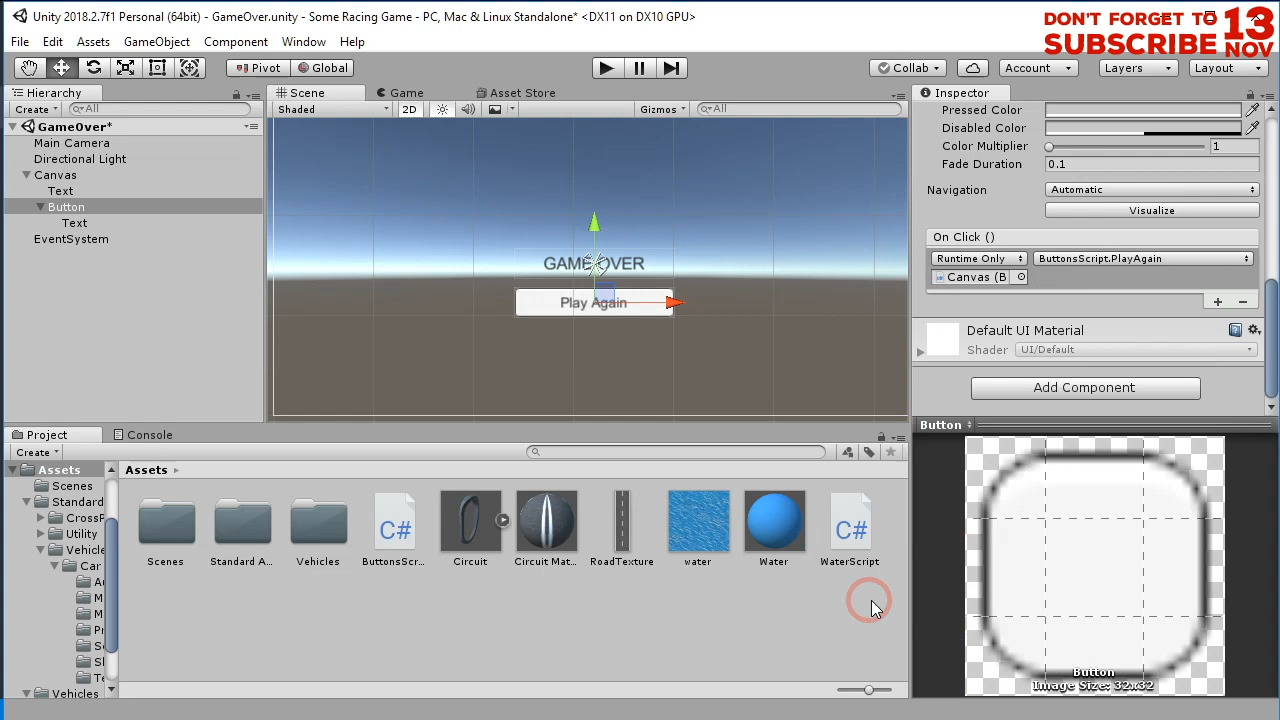 Unity 2018.2.7f1 Personal (64bit) - GameOver.unity - Some Racing Game - PC, Mac & Linux Standalone* <DX11 on DX10 GPU>
DON'T FORGET TO
SUBSCRIBE
13
NOV
File Edit Assets GameObject Component Window Help
Pivot Global Collab Account Layers Layout
Hierarchy
Create All
GameOver*
Main Camera
Directional Light
Canvas
Text
Button
Text
EventSystem
Scene Game Asset Store
Shaded 2D Gizmos All
GAMEOVER
Play Again
Inspector
Pressed Color
Disabled Color
Color Multiplier 1
Fade Duration 0.1
Navigation Automatic
Visualize
On Click ()
Runtime Only ButtonsScript.PlayAgain
Canvas (B
+ −
Default UI Material
Shader UI/Default
Add Component
Project Console
Create
Assets
Scenes
Standard
CrossP
Utility
Vehicle
Car
M
M
Te
Vehicles
Assets
C# C#
Scenes Standard A... Vehicles ButtonsScr... Circuit Circuit Mat... RoadTexture water Water WaterScript
Button
Button
Image Size: 32x32